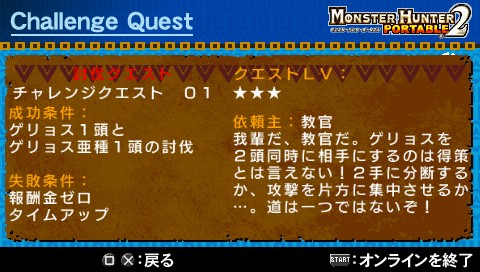 Challenge Quest
MONSTER HUNTER
PORTABLE 2
討伐クエスト
チャレンジクエスト ０１
成功条件：
ゲリョス１頭と
ゲリョス亜種１頭の討伐
失敗条件：
報酬金ゼロ
タイムアップ
クエストＬＶ：
★★★
依頼主：教官
我輩だ、教官だ。ゲリョスを
２頭同時に相手にするのは得策
とは言えない！２手に分断する
か、攻撃を片方に集中させるか
…。道は一つではないぞ！
□×:戻る
START:オンラインを終了